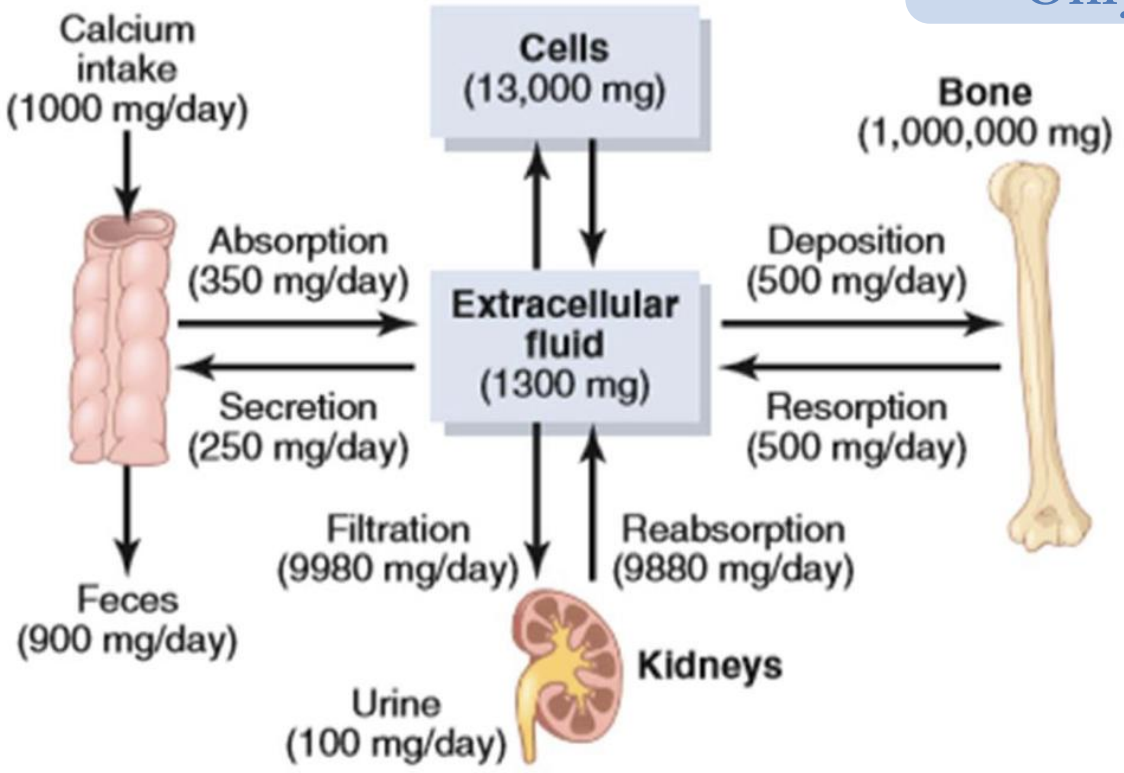 Calcium
intake
(1000 mg/day)
Cells
(13,000 mg)
Bone
(1,000,000 mg)
Absorption
(350 mg/day)
Secretion
(250 mg/day)
Extracellular
fluid
(1300 mg)
Deposition
(500 mg/day)
Resorption
(500 mg/day)
Filtration
(9980 mg/day)
Reabsorption
(9880 mg/day)
Feces
(900 mg/day)
Kidneys
Urine
(100 mg/day)